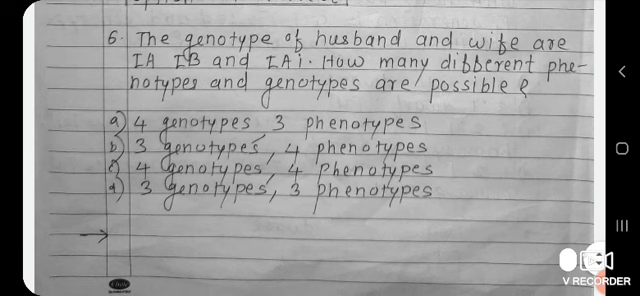 6. The genotype of husband and wife are
IA IB and IAi. How many different phe-
notypes and genotypes are possible ?
a) 4 genotypes, 3 phenotypes
b) 3 genotypes, 4 phenotypes
c) 4 genotypes, 4 phenotypes
d) 3 genotypes, 3 phenotypes
V RECORDER